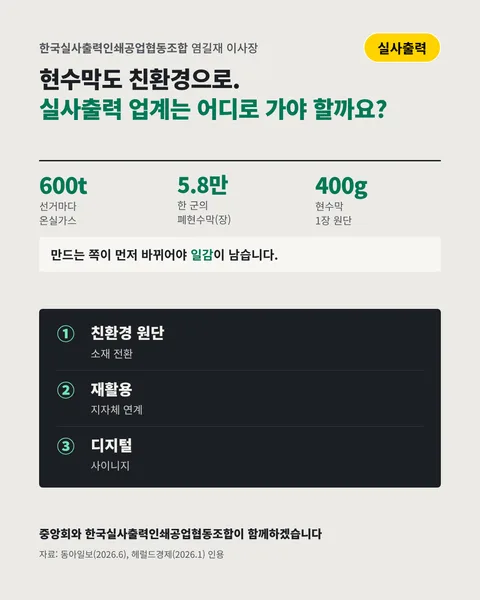 한국실사출력인쇄공업협동조합 염길재 이사장
실사출력
현수막도 친환경으로.
실사출력 업계는 어디로 가야 할까요?
600t
선거마다
온실가스
5.8만
한 군의
폐현수막(장)
400g
현수막
1장 원단
만드는 쪽이 먼저 바뀌어야 일감이 남습니다.
1
친환경 원단
소재 전환
2
재활용
지자체 연계
3
디지털
사이니지
중앙회와 한국실사출력인쇄공업협동조합이 함께하겠습니다
자료: 동아일보(2026.6), 헤럴드경제(2026.1) 인용